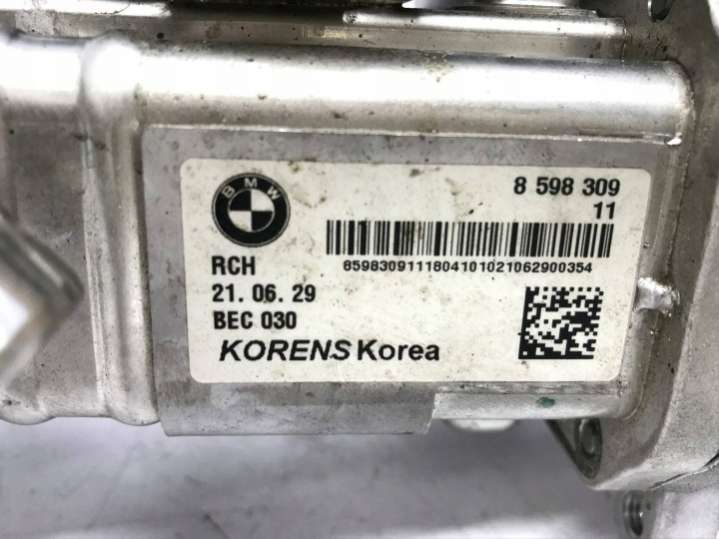 BMW
8 598 309
11
8598309111804101021062900354
RCH
21. 06. 29
BEC 030
KORENS Korea